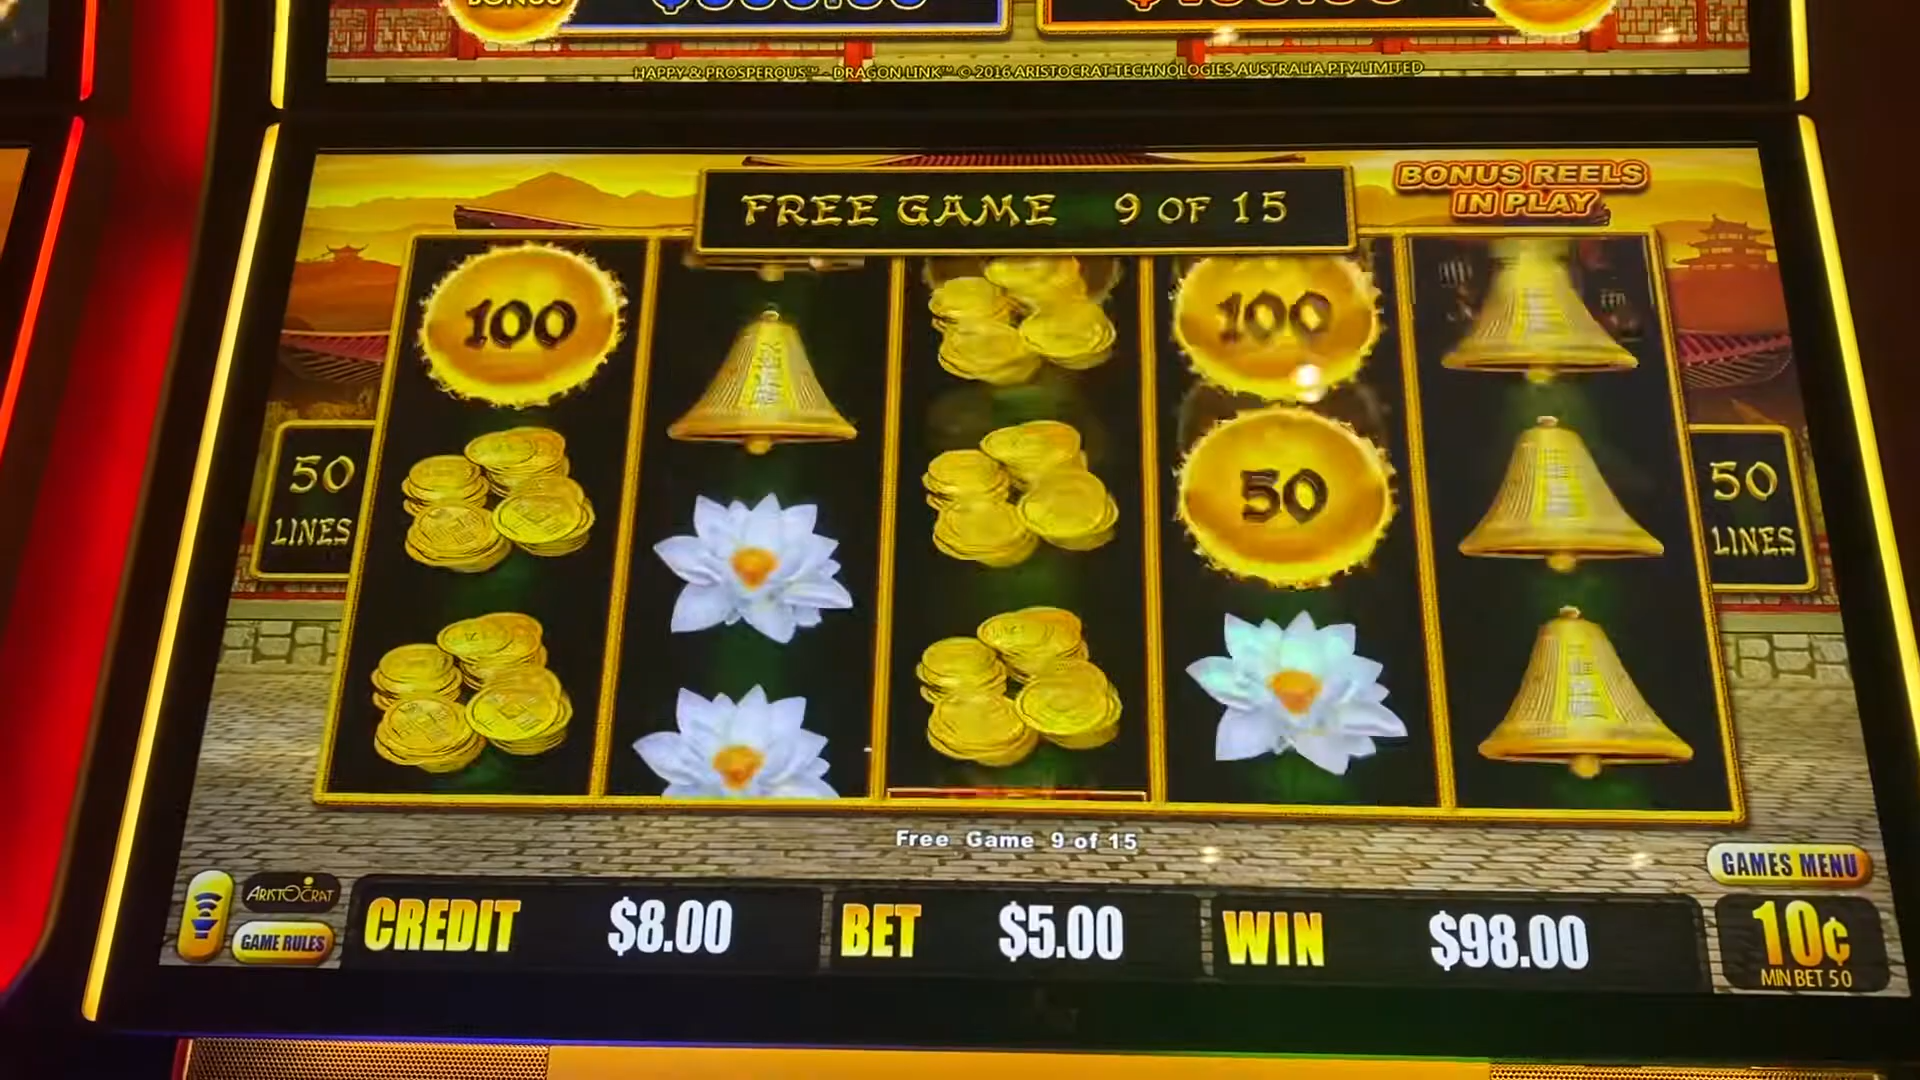 BONUS
HAPPY & PROSPEROUS™ - DRAGON LINK™ © 2016 ARISTOCRAT TECHNOLOGIES AUSTRALIA PTY LIMITED
FREE GAME 9 OF 15
BONUS REELS
IN PLAY
100
100
50
50
LINES
50
LINES
Free Game 9 of 15
GAMES MENU
ARISTOCRAT
GAME RULES
CREDIT $8.00 BET $5.00 WIN $98.00
10¢
MIN BET 50